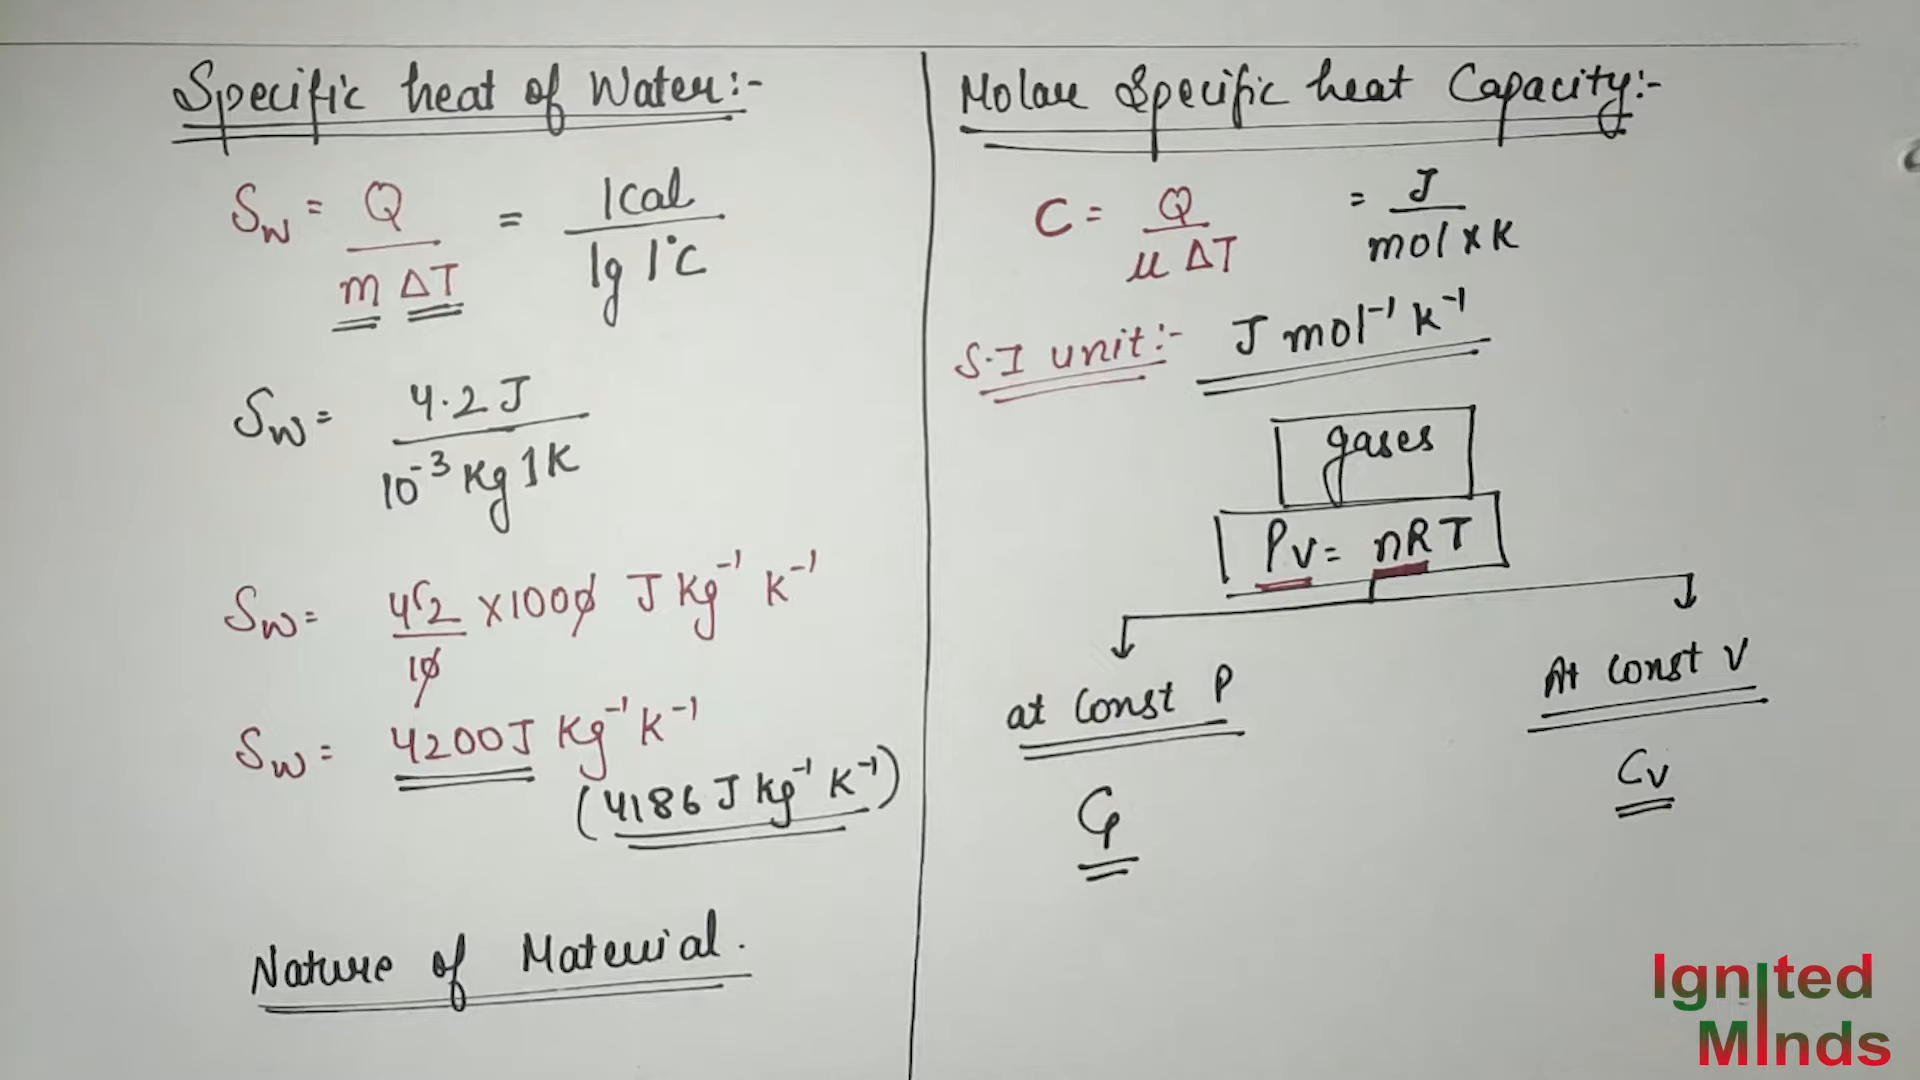 Specific heat of Water:-
Sw = Q / m ΔT = 1Cal / 1g 1°C
Sw = 4.2 J / 10⁻³ Kg 1K
Sw = 42 / 10 × 1000 J Kg⁻¹ K⁻¹
Sw = 4200J Kg⁻¹ K⁻¹
(4186 J Kg⁻¹ K⁻¹)
Nature of Material.
Molar Specific heat Capacity:-
C = Q / μ ΔT = J / mol × K
S.I unit:- J mol⁻¹ K⁻¹
gases
PV = nRT
at Const P
At Const V
Cp
Cv
Ignited
Minds